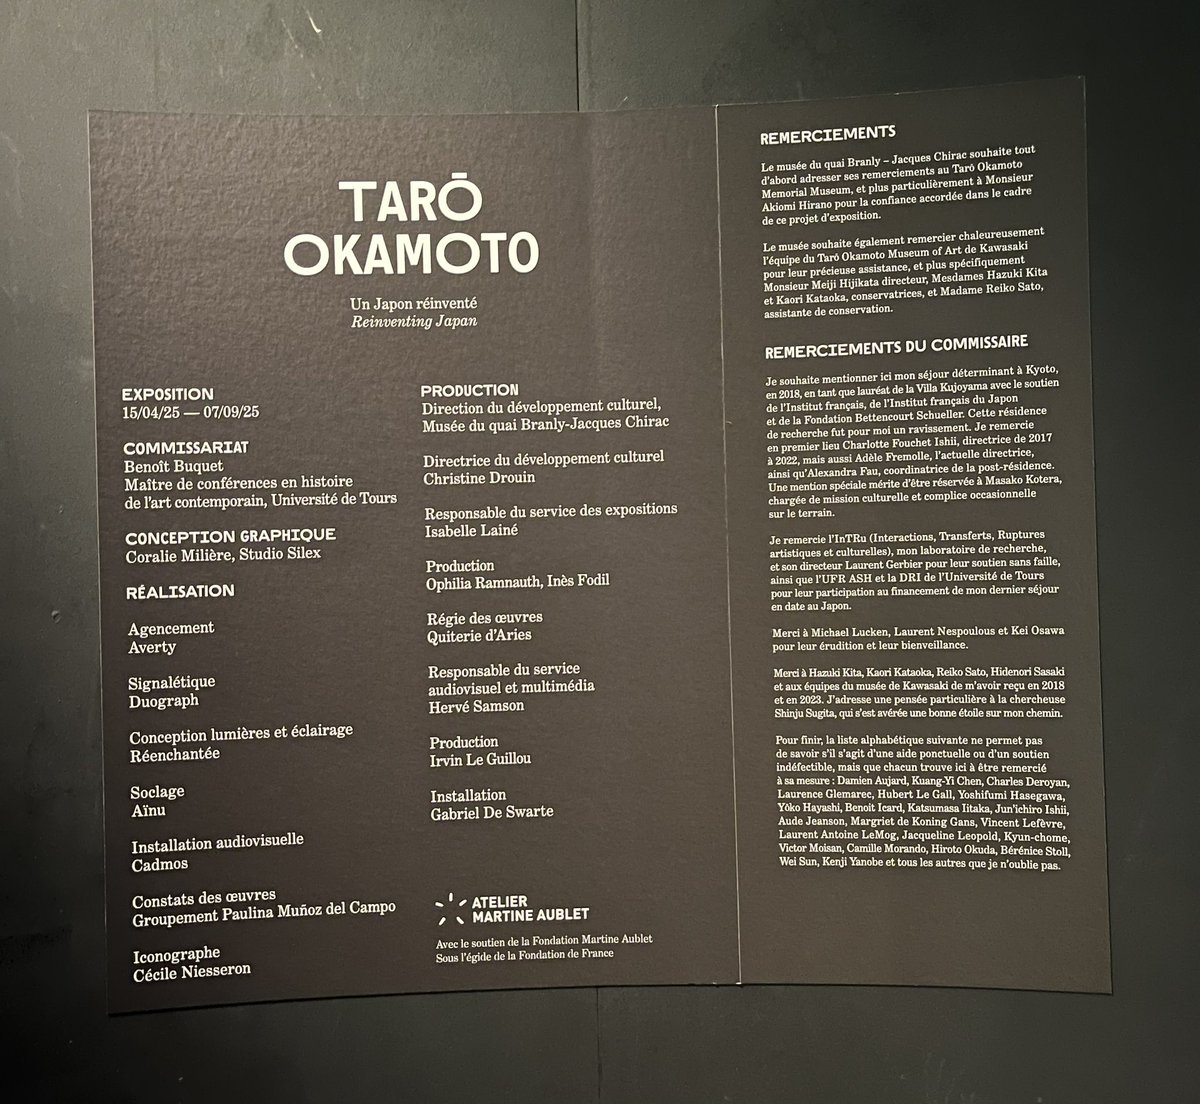 TARŌ
OKAMOTO
Un Japon réinventé
Reinventing Japan
EXPOSITION
15/04/25 — 07/09/25
COMMISSARIAT
Benoît Buquet
Maître de conférences en histoire
de l'art contemporain, Université de Tours
CONCEPTION GRAPHIQUE
Coralie Milière, Studio Silex
RÉALISATION
Agencement
Averty
Signalétique
Duograph
Conception lumières et éclairage
Réenchantée
Soclage
Aïnu
Installation audiovisuelle
Cadmos
Constats des œuvres
Groupement Paulina Muñoz del Campo
Iconographe
Cécile Niesseron
PRODUCTION
Direction du développement culturel,
Musée du quai Branly-Jacques Chirac
Directrice du développement culturel
Christine Drouin
Responsable du service des expositions
Isabelle Lainé
Production
Ophilia Ramnauth, Inès Fodil
Régie des œuvres
Quiterie d'Aries
Responsable du service
audiovisuel et multimédia
Hervé Samson
Production
Irvin Le Guillou
Installation
Gabriel De Swarte
ATELIER
MARTINE AUBLET
Avec le soutien de la Fondation Martine Aublet
Sous l'égide de la Fondation de France
REMERCIEMENTS
Le musée du quai Branly – Jacques Chirac souhaite tout
d'abord adresser ses remerciements au Taró Okamoto
Memorial Museum, et plus particulièrement à Monsieur
Akiomi Hirano pour la confiance accordée dans le cadre
de ce projet d'exposition.
Le musée souhaite également remercier chaleureusement
l'équipe du Taró Okamoto Museum of Art de Kawasaki
pour leur précieuse assistance, et plus spécifiquement
Monsieur Meiji Hijikata directeur, Mesdames Hazuki Kita
et Kaori Kataoka, conservatrices, et Madame Reiko Sato,
assistante de conservation.
REMERCIEMENTS DU COMMISSAIRE
Je souhaite mentionner ici mon séjour déterminant à Kyoto,
en 2018, en tant que lauréat de la Villa Kujoyama avec le soutien
de l'Institut français, de l'Institut français du Japon
et de la Fondation Bettencourt Schueller. Cette résidence
de recherche fut pour moi un ravissement. Je remercie
en premier lieu Charlotte Fouchet Ishii, directrice de 2017
à 2022, mais aussi Adèle Fremolle, l'actuelle directrice,
ainsi qu'Alexandra Fau, coordinatrice de la post-résidence.
Une mention spéciale mérite d'être réservée à Masako Kotera,
chargée de mission culturelle et complice occasionnelle
sur le terrain.
Je remercie l'InTRu (Interactions, Transferts, Ruptures
artistiques et culturelles), mon laboratoire de recherche,
et son directeur Laurent Gerbier pour leur soutien sans faille,
ainsi que l'UFR ASH et la DRI de l'Université de Tours
pour leur participation au financement de mon dernier séjour
en date au Japon.
Merci à Michael Lucken, Laurent Nespoulous et Kei Osawa
pour leur érudition et leur bienveillance.
Merci à Hazuki Kita, Kaori Kataoka, Reiko Sato, Hidenori Sasaki
et aux équipes du musée de Kawasaki de m'avoir reçu en 2018
et en 2023. J'adresse une pensée particulière à la chercheuse
Shinju Sugita, qui s'est avérée une bonne étoile sur mon chemin.
Pour finir, la liste alphabétique suivante ne permet pas
de savoir s'il s'agit d'une aide ponctuelle ou d'un soutien
indéfectible, mais que chacun trouve ici à être remercié
à sa mesure : Damien Aujard, Kuang-Yi Chen, Charles Deroyan,
Laurence Glemarec, Hubert Le Gall, Yoshifumi Hasegawa,
Yōko Hayashi, Benoit Icard, Katsumasa Iitaka, Jun'ichiro Ishii,
Aude Jeanson, Margriet de Koning Gans, Vincent Lefèvre,
Laurent Antoine LeMog, Jacqueline Leopold, Kyun-chome,
Victor Moisan, Camille Morando, Hiroto Okuda, Bérénice Stoll,
Wei Sun, Kenji Yanobe et tous les autres que je n'oublie pas.